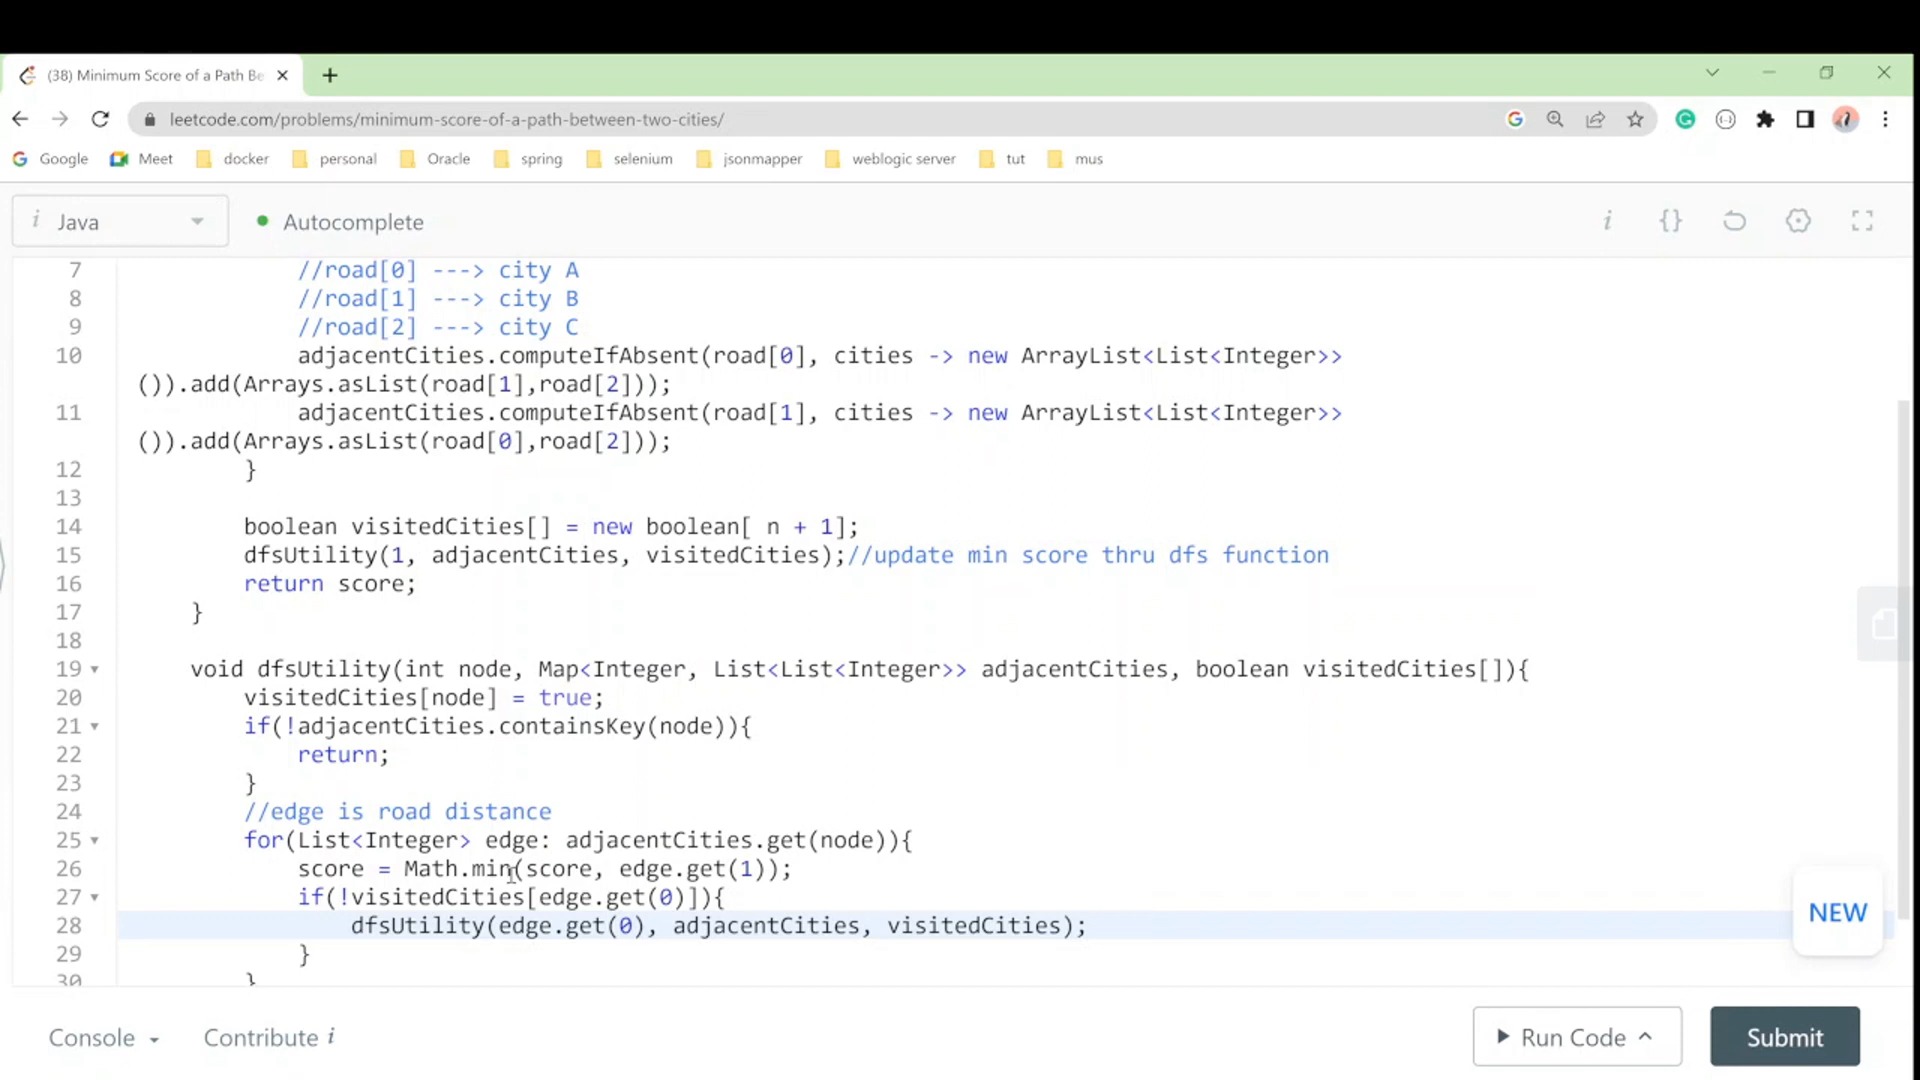 (38) Minimum Score of a Path Be
leetcode.com/problems/minimum-score-of-a-path-between-two-cities/
Google Meet docker personal Oracle spring selenium jsonmapper weblogic server tut mus
i Java Autocomplete i {}
7 //road[0] ---> city A
8 //road[1] ---> city B
9 //road[2] ---> city C
10 adjacentCities.computeIfAbsent(road[0], cities -> new ArrayList<List<Integer>>
()).add(Arrays.asList(road[1],road[2]));
11 adjacentCities.computeIfAbsent(road[1], cities -> new ArrayList<List<Integer>>
()).add(Arrays.asList(road[0],road[2]));
12 }
13
14 boolean visitedCities[] = new boolean[ n + 1];
15 dfsUtility(1, adjacentCities, visitedCities);//update min score thru dfs function
16 return score;
17 }
18
19 void dfsUtility(int node, Map<Integer, List<List<Integer>> adjacentCities, boolean visitedCities[]){
20 visitedCities[node] = true;
21 if(!adjacentCities.containsKey(node)){
22 return;
23 }
24 //edge is road distance
25 for(List<Integer> edge: adjacentCities.get(node)){
26 score = Math.min(score, edge.get(1));
27 if(!visitedCities[edge.get(0)]){
28 dfsUtility(edge.get(0), adjacentCities, visitedCities);
29 }
30 }
NEW
Console Contribute i Run Code Submit